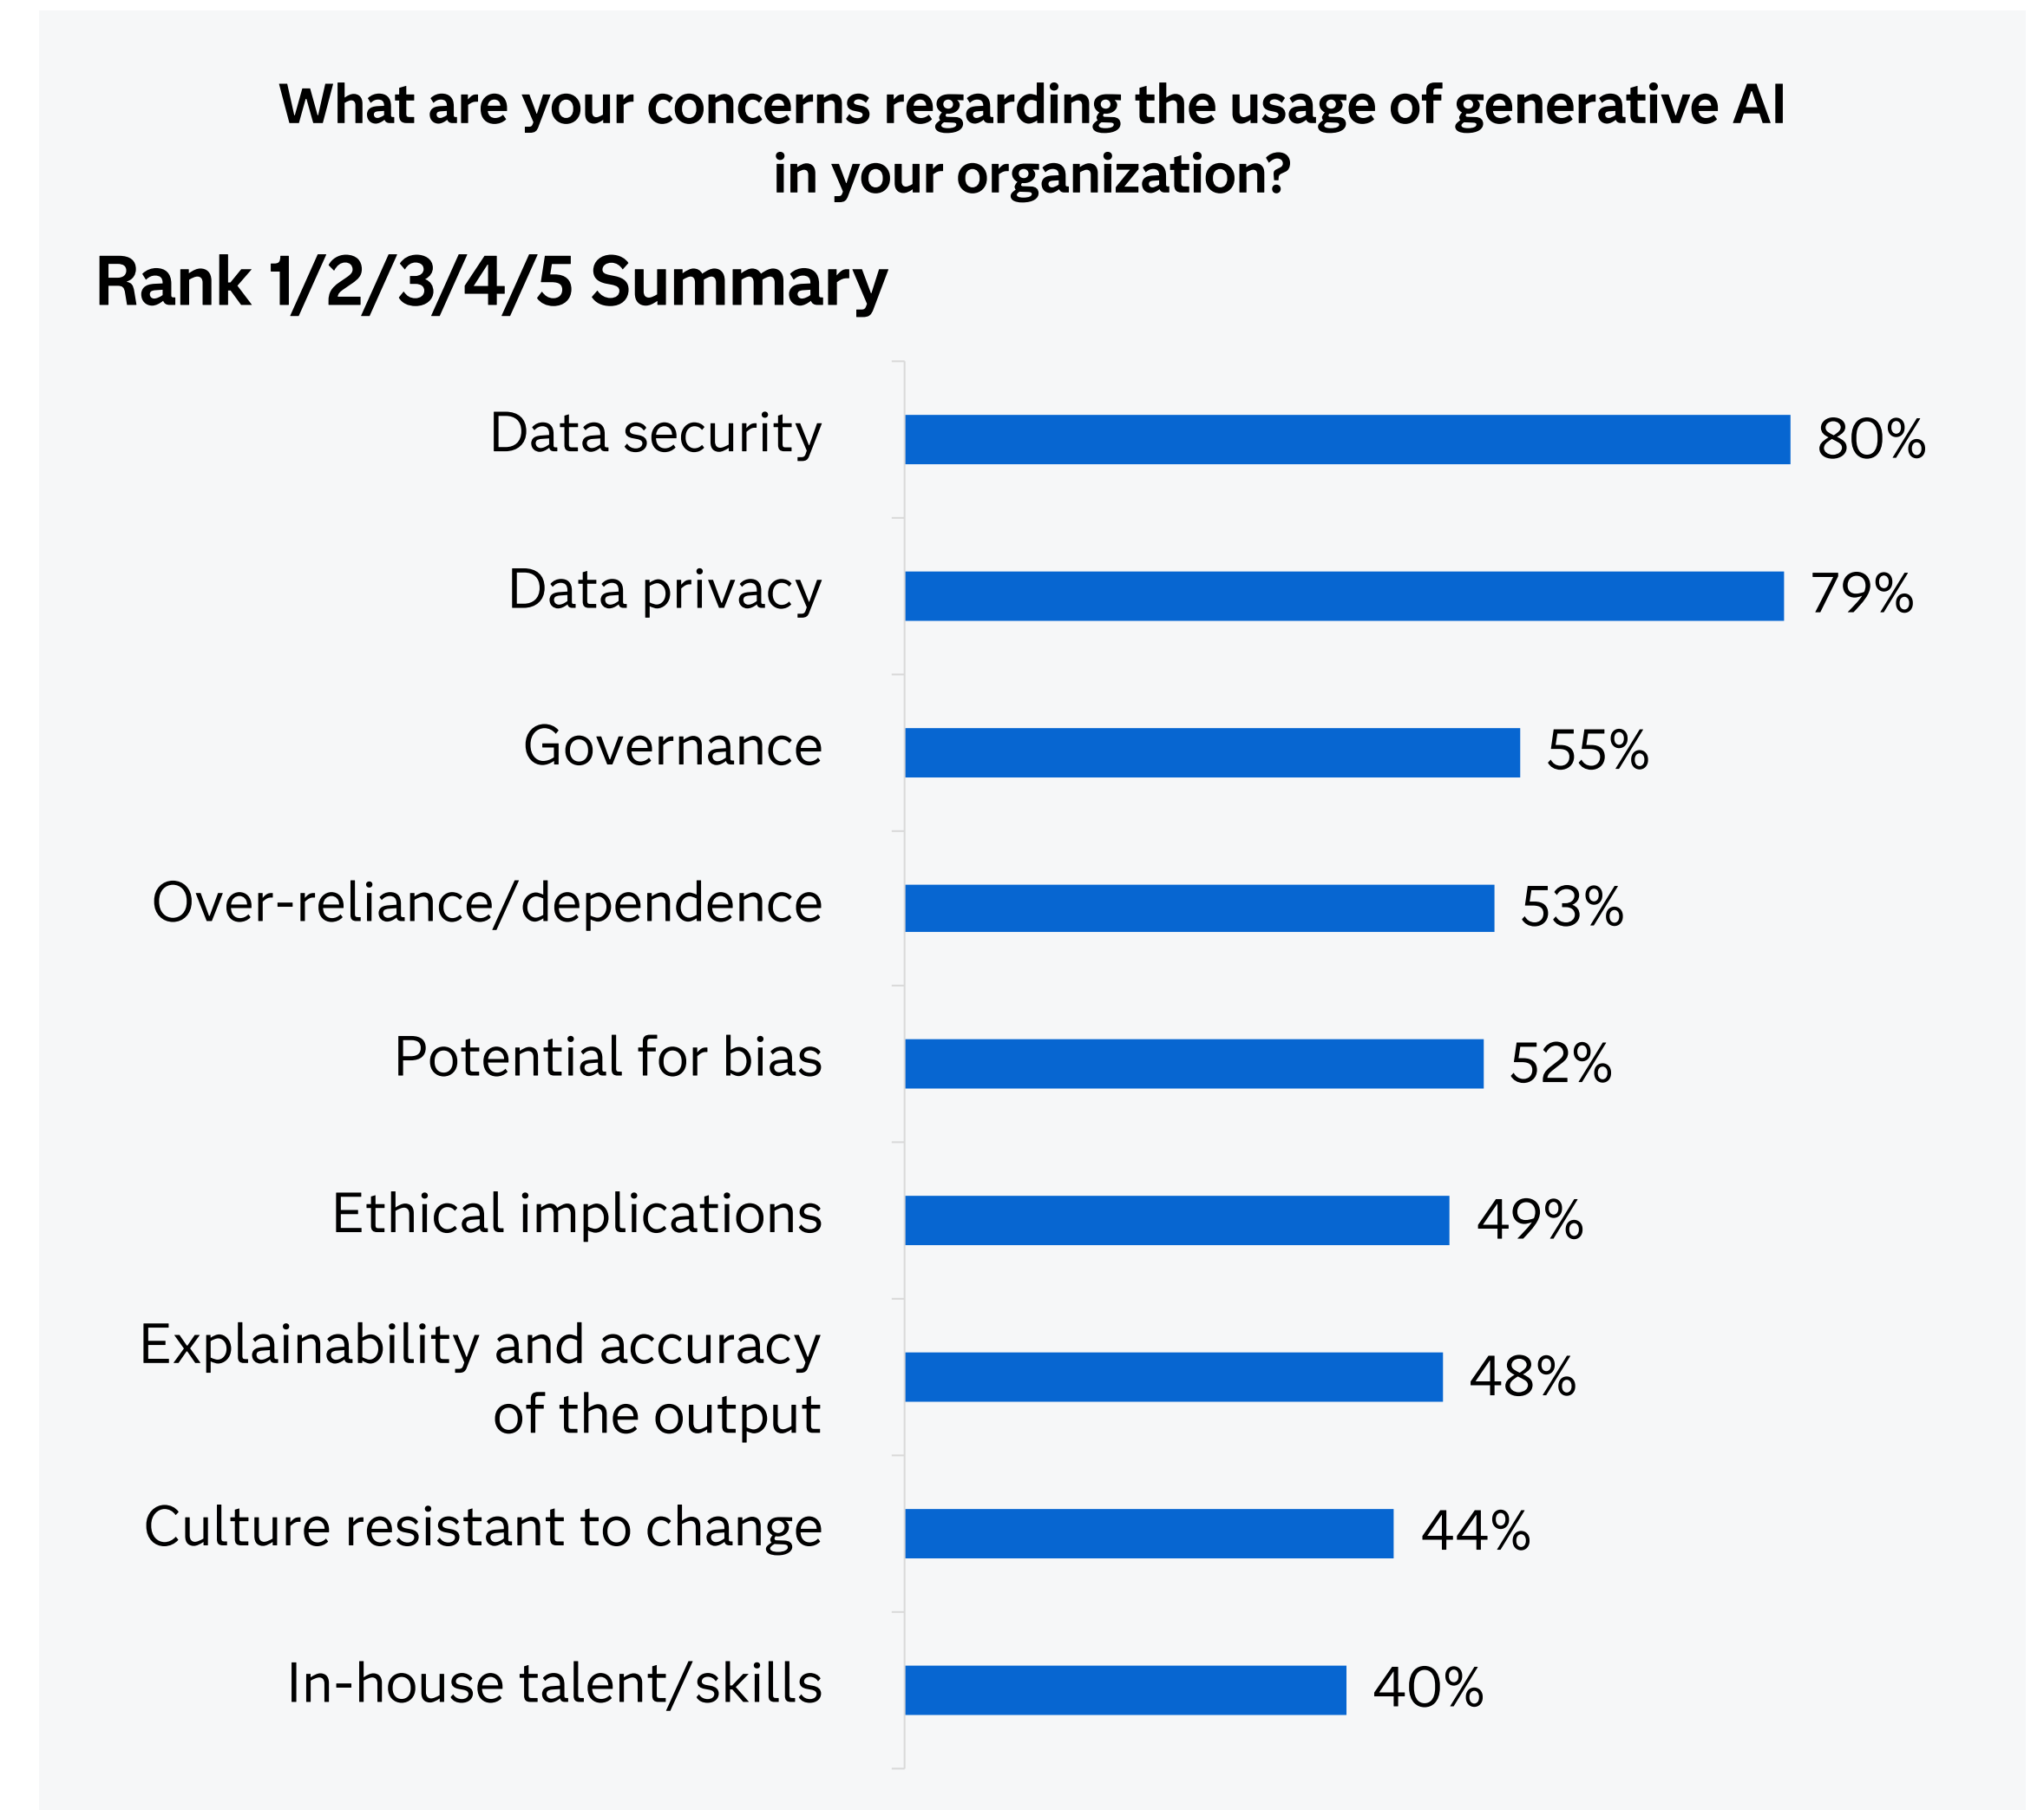 What are your concerns regarding the usage of generative AI
in your organization?
Rank 1/2/3/4/5 Summary
Data security 80%
Data privacy 79%
Governance 55%
Over-reliance/dependence 53%
Potential for bias 52%
Ethical implications 49%
Explainability and accuracy
of the output 48%
Culture resistant to change 44%
In-house talent/skills 40%